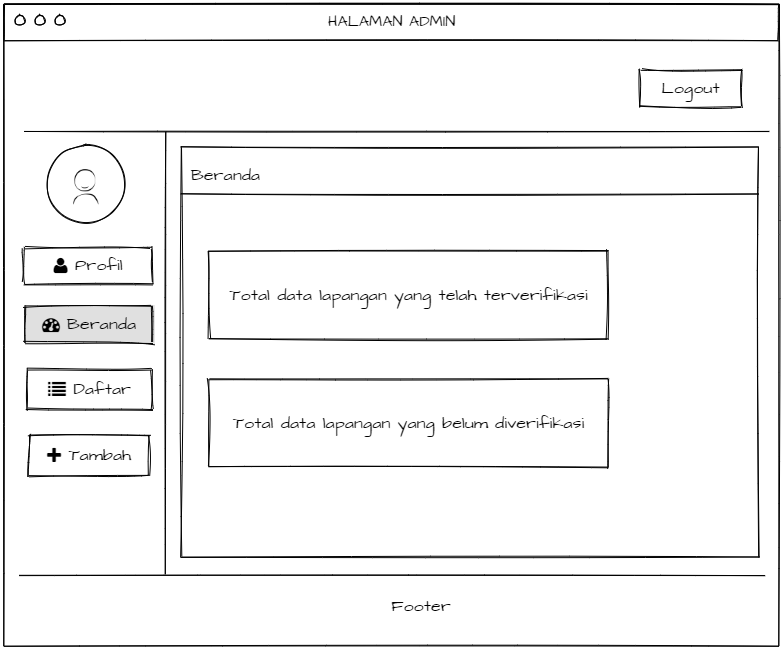 HALAMAN ADMIN
Logout
Profil
Beranda
Daftar
Tambah
Beranda
Total data lapangan yang telah terverifikasi
Total data lapangan yang belum diverifikasi
Footer